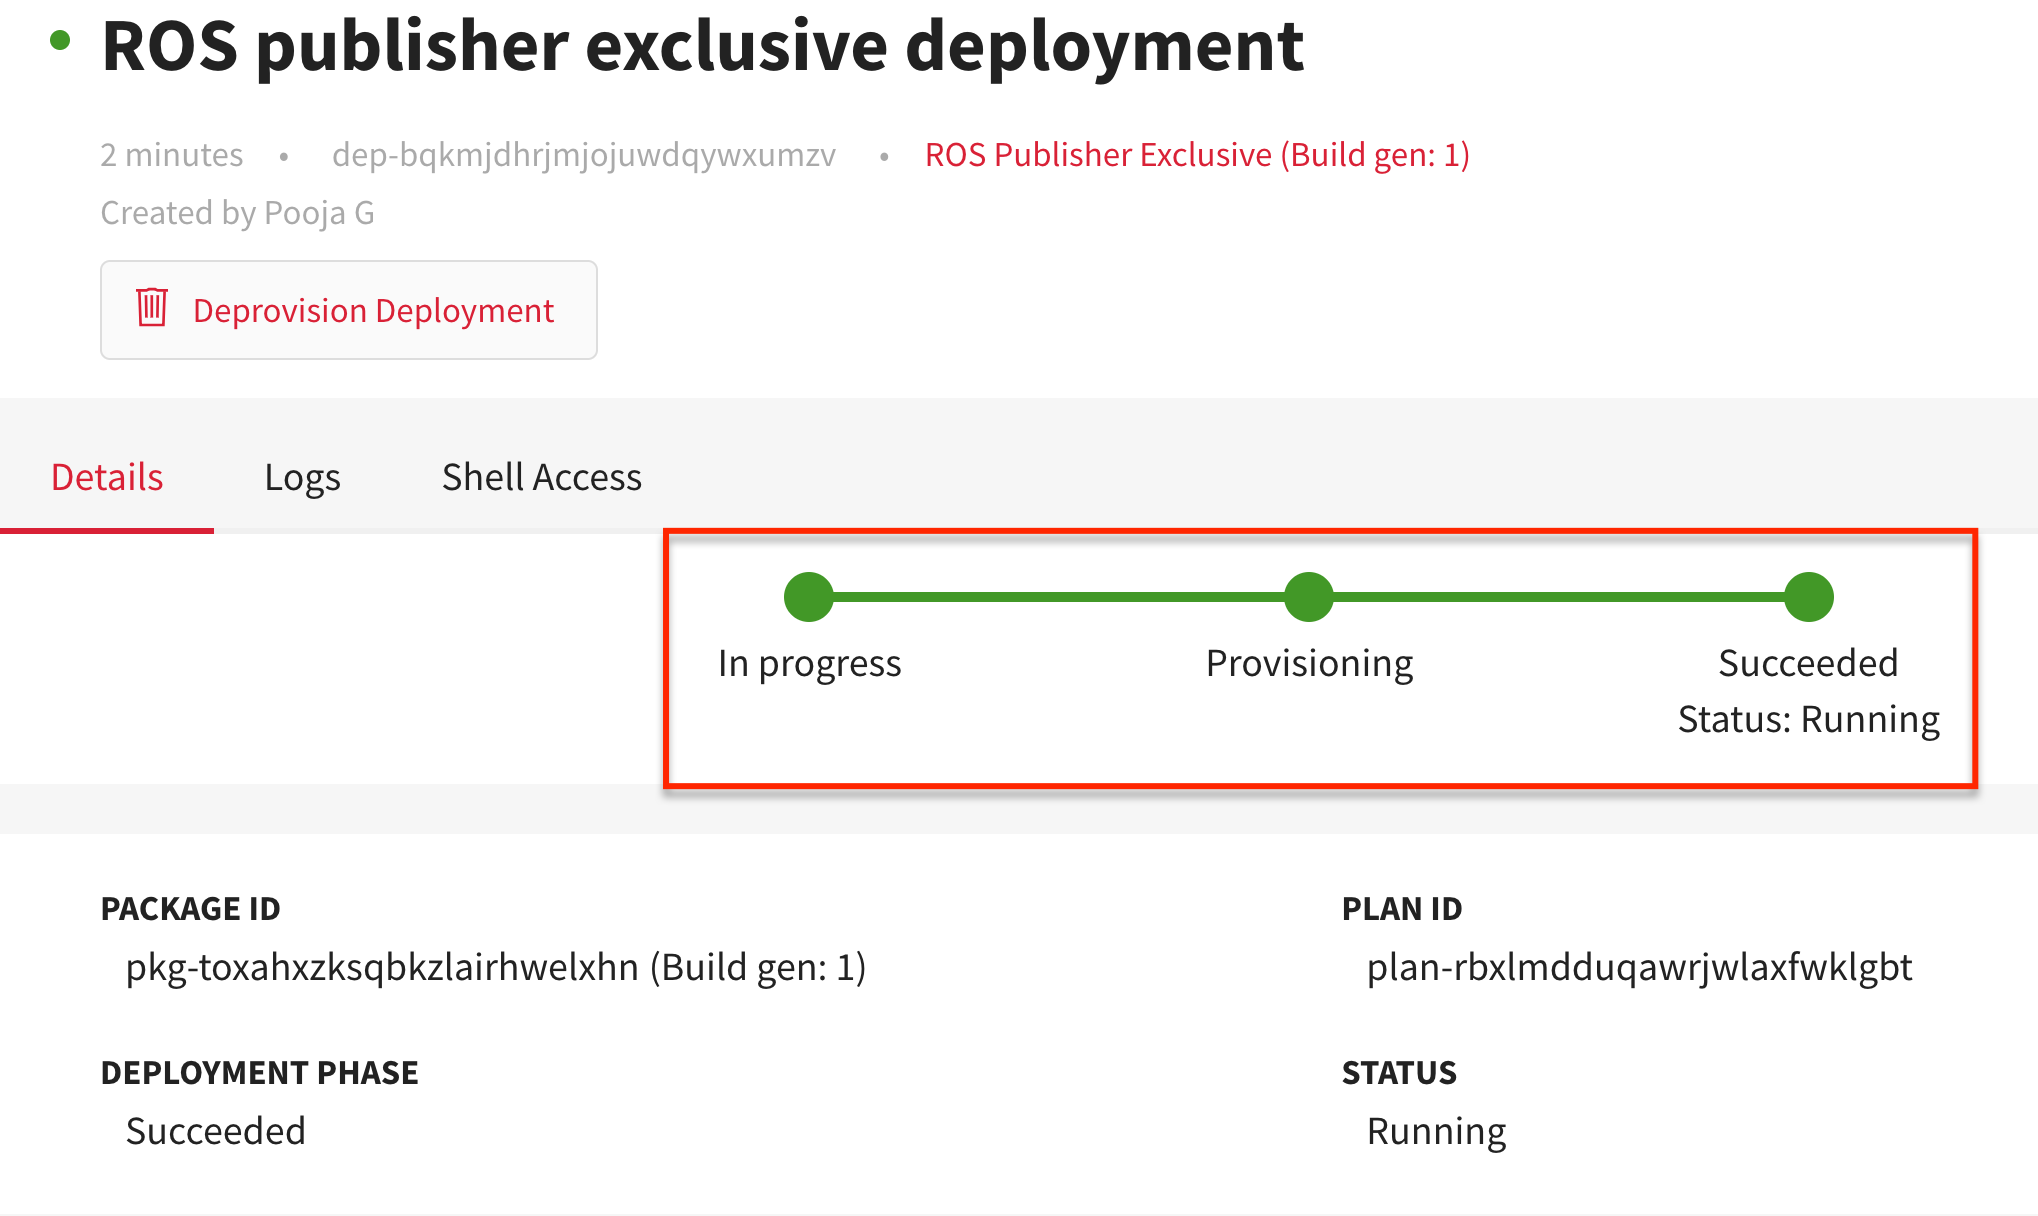 ROS publisher exclusive deployment
2 minutes • dep-bqkmjdhrjmjojuwdqywxumzv • ROS Publisher Exclusive (Build gen: 1)
Created by Pooja G
Deprovision Deployment
Details Logs Shell Access
In progress Provisioning Succeeded
Status: Running
PACKAGE ID PLAN ID
pkg-toxahxzksqbkzlairhwelxhn (Build gen: 1) plan-rbxlmdduqawrjwlaxfwklgbt
DEPLOYMENT PHASE STATUS
Succeeded Running